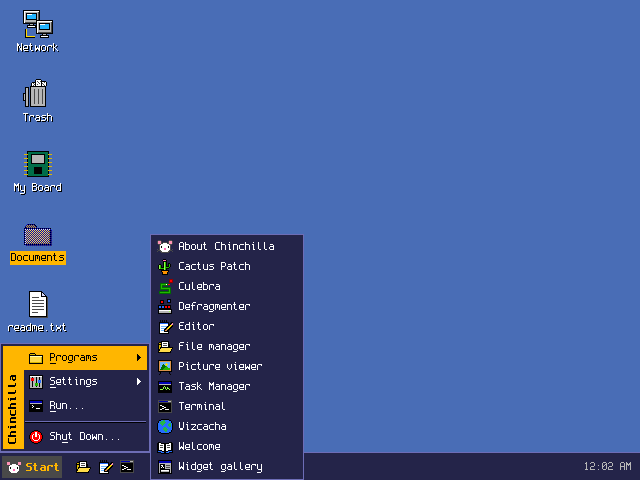 Network
Trash
My Board
Documents
readme.txt
About Chinchilla
Cactus Patch
Culebra
Defragmenter
Editor
File manager
Picture viewer
Task Manager
Terminal
Vizcacha
Welcome
Widget gallery
Programs
Settings
Run...
Shut Down...
Chinchilla
Start
12:02 AM